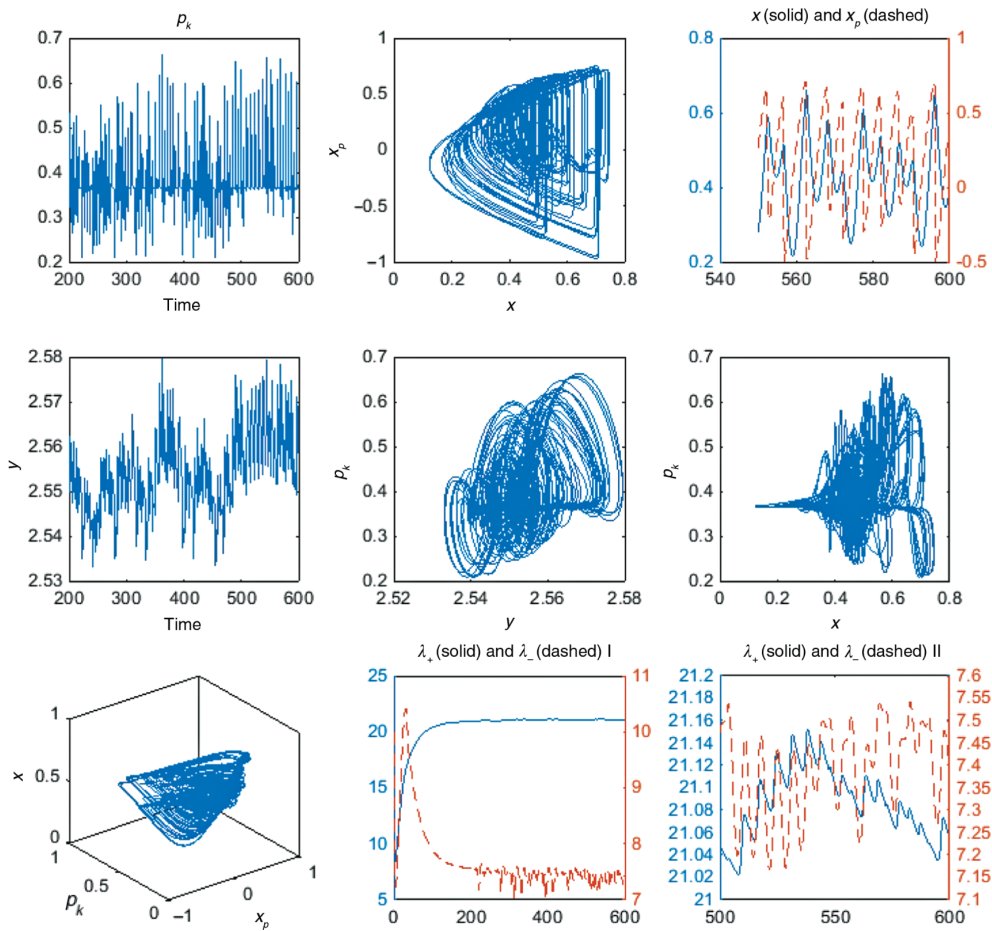 p_k
0.7
0.6
0.5
0.4
0.3
0.2
200 300 400 500 600
Time
1
0.5
x_p
0
−0.5
−1
0 0.2 0.4 0.6 0.8
x
x (solid) and x_p (dashed)
0.8 1
0.6 0.5
0.4 0
0.2 -0.5
540 560 580 600
2.58
2.57
2.56
y
2.55
2.54
2.53
200 300 400 500 600
Time
0.7
0.6
0.5
p_k
0.4
0.3
0.2
2.52 2.54 2.56 2.58
y
0.7
0.6
0.5
p_k
0.4
0.3
0.2
0 0.2 0.4 0.6 0.8
x
1
x 0.5
0
1
0.5
p_k
0 −1
0
x_p
1
λ₊ (solid) and λ₋ (dashed) I
25 11
20 10
15 9
10 8
5 7
0 200 400 600
λ₊ (solid) and λ₋ (dashed) II
21.2 7.6
21.18 7.55
21.16 7.5
21.14 7.45
21.12 7.4
21.1 7.35
21.08 7.3
21.06 7.25
21.04 7.2
21.02 7.15
21 7.1
500 550 600